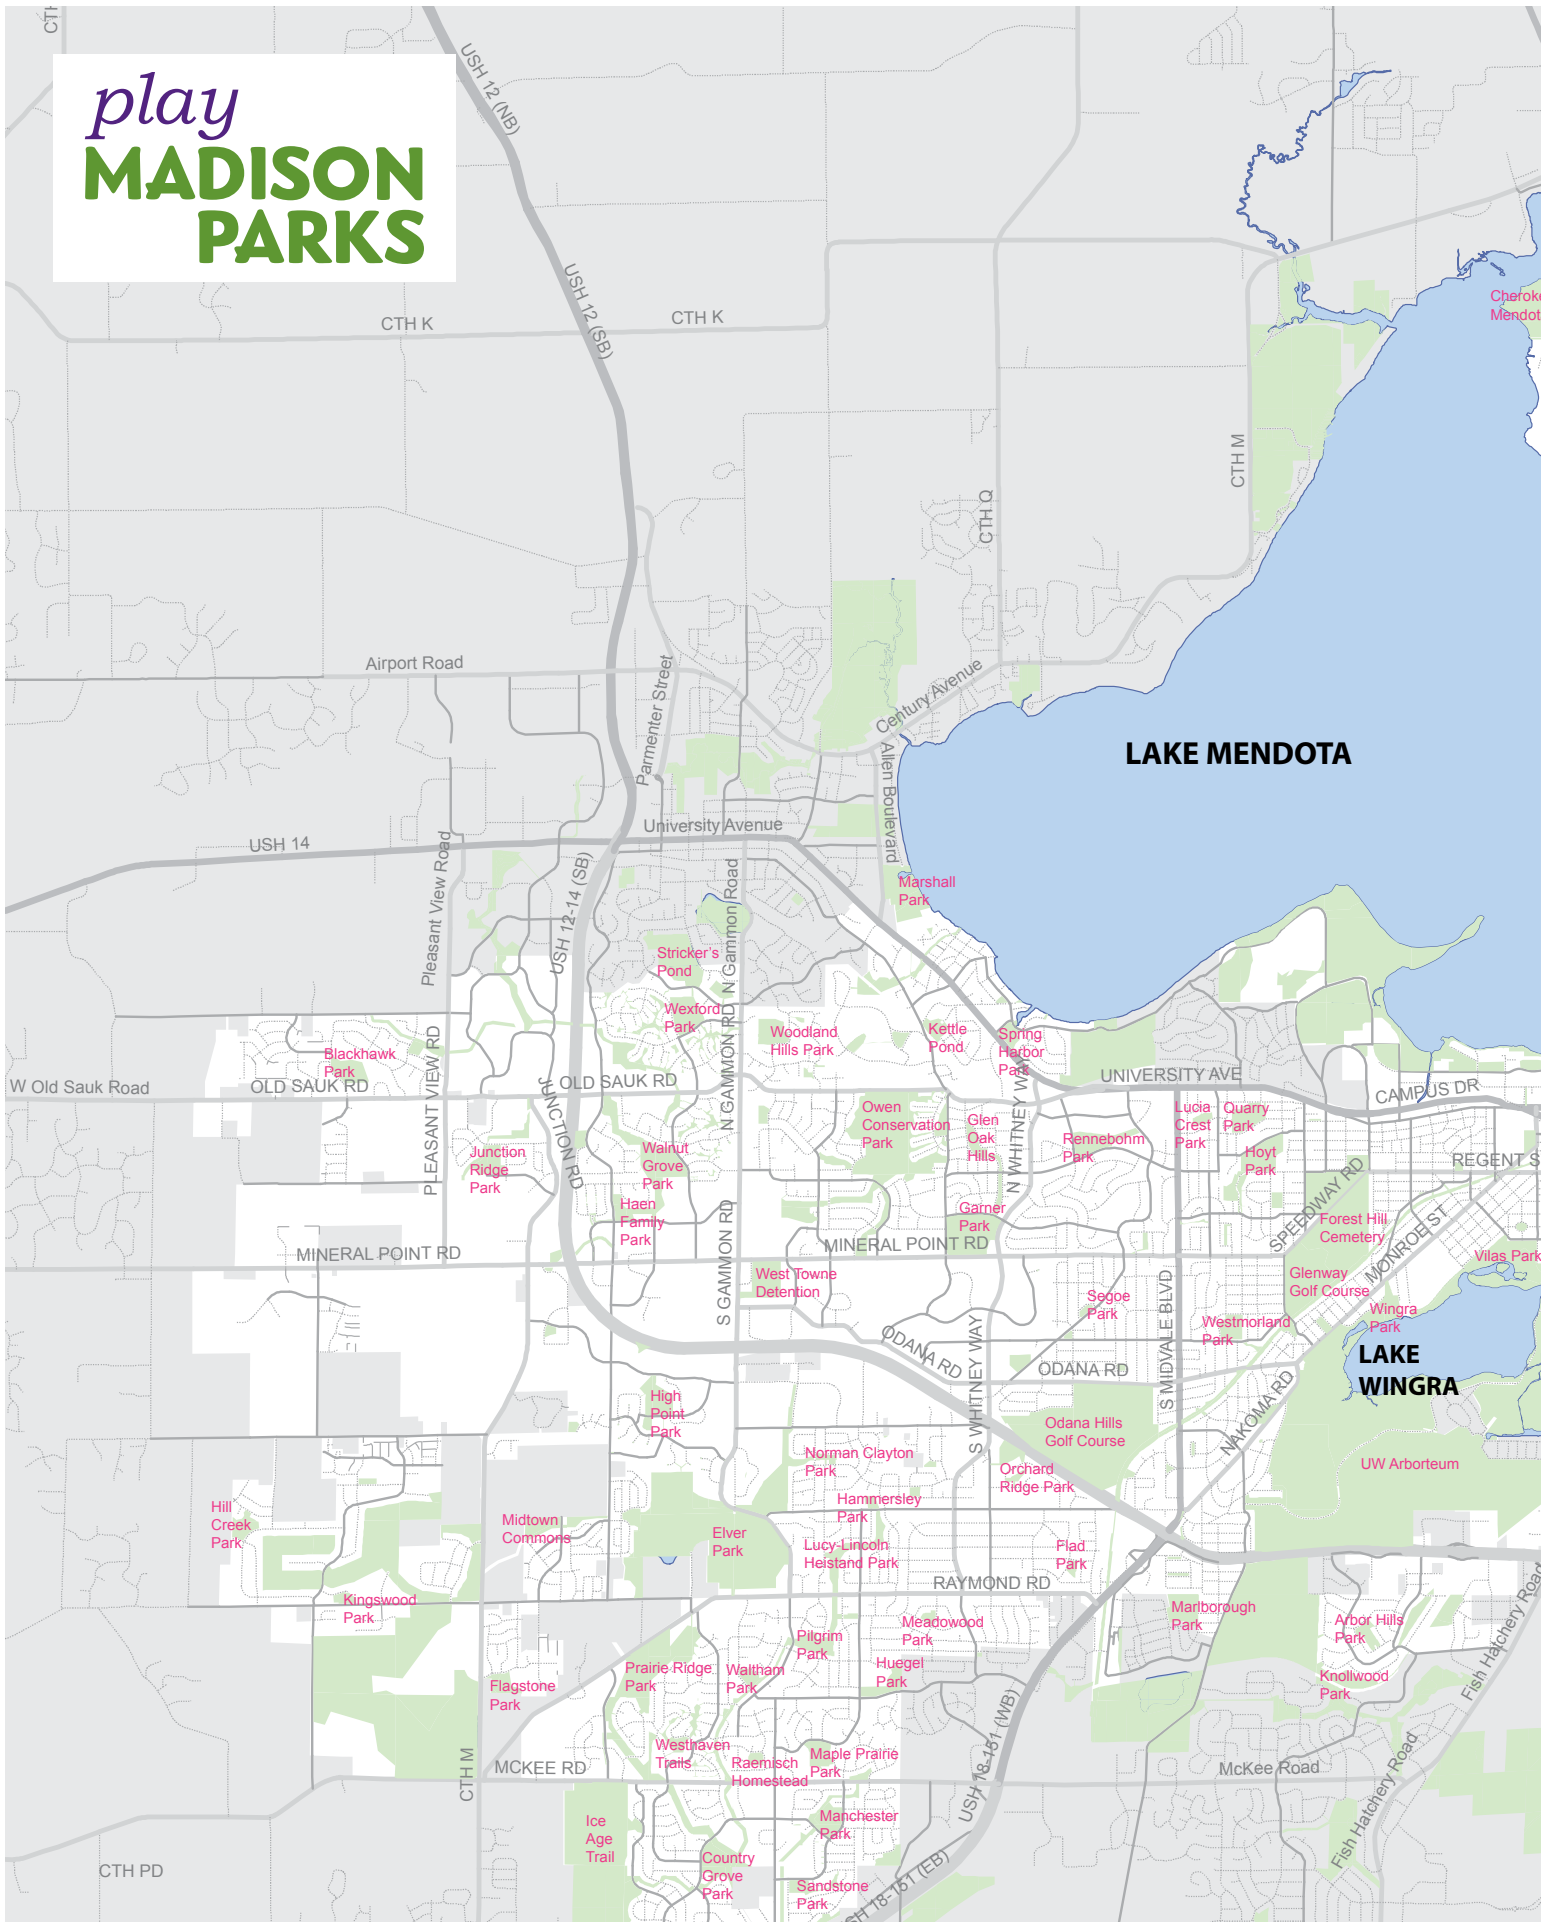 CTH
USH 12 (NB)
play
MADISON
PARKS
USH 12 (SB)
CTH K
CTH K
Cheroke
Mendot
CTH M
CTH Q
Airport Road
Parmenter Street
Century Avenue
Allen Boulevard
LAKE MENDOTA
University Avenue
USH 14
Pleasant View Road
USH 12-14 (SB)
N Gammon Road
Marshall
Park
Stricker's
Pond
Wexford
Park
Woodland
Hills Park
Kettle
Pond
Spring
Harbor
Park
Blackhawk
Park
W Old Sauk Road
OLD SAUK RD
PLEASANT VIEW RD
JUNCTION RD
OLD SAUK RD
N GAMMON RD
N GAMMON RD
UNIVERSITY AVE
CAMPUS DR
Owen
Conservation
Park
Glen
Oak
Hills
N WHITNEY WAY
N WHITNEY WAY
Rennebohm
Park
Lucia
Crest
Park
Quarry
Park
Hoyt
Park
REGENT S
Junction
Ridge
Park
Walnut
Grove
Park
Haen
Family
Park
Garner
Park
SPEEDWAY RD
Forest Hill
Cemetery
MONROE ST
Vilas Park
MINERAL POINT RD
MINERAL POINT RD
S GAMMON RD
West Towne
Detention
Segoe
Park
S MIDVALE BLVD
Glenway
Golf Course
Wingra
Park
Westmorland
Park
LAKE
WINGRA
ODANA RD
ODANA RD
S WHITNEY WAY
NAKOMA RD
High
Point
Park
Odana Hills
Golf Course
Norman Clayton
Park
Orchard
Ridge Park
UW Arborteum
Hammersley
Park
Hill
Creek
Park
Midtown
Commons
Elver
Park
Lucy-Lincoln
Heistand Park
Flad
Park
RAYMOND RD
Kingswood
Park
Marlborough
Park
Arbor Hills
Park
Meadowood
Park
Pilgrim
Park
Huegel
Park
Prairie Ridge
Park
Waltham
Park
Knollwood
Park
Fish Hatchery Road
Flagstone
Park
USH 18-151 (WB)
Westhaven
Trails
Raemisch
Homestead
Maple Prairie
Park
CTH M
MCKEE RD
McKee Road
Fish Hatchery Road
Ice
Age
Trail
Manchester
Park
Country
Grove
Park
Sandstone
Park
SH 18-151 (EB)
CTH PD